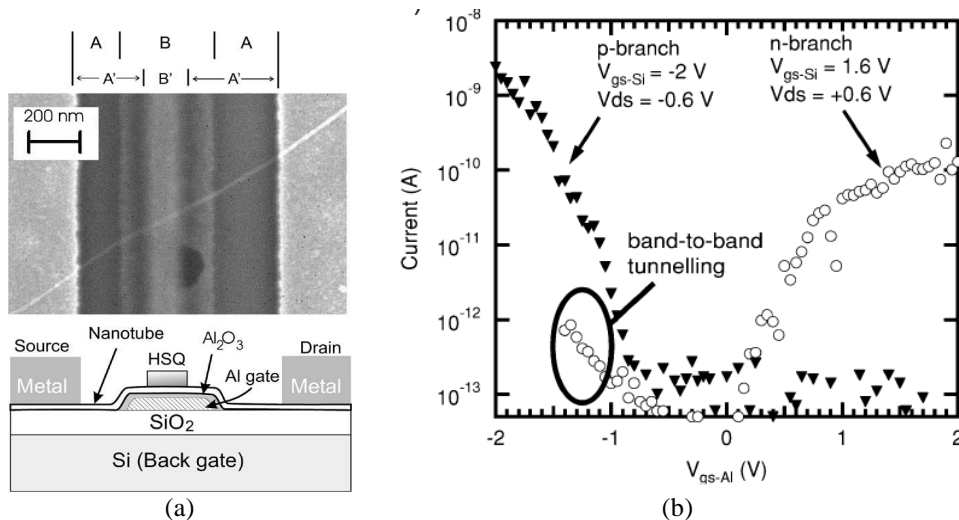 A B A
A' B' A'
200 nm
Nanotube
Al2O3
Source
HSQ
Drain
Al gate
Metal
Metal
SiO2
Si (Back gate)
(a)
10-8
10-9
10-10
10-11
10-12
10-13
Current (A)
p-branch
Vgs-Si = -2 V
Vds = -0.6 V
n-branch
Vgs-Si = 1.6 V
Vds = +0.6 V
band-to-band
tunnelling
-2 -1 0 1 2
Vgs-Al (V)
(b)